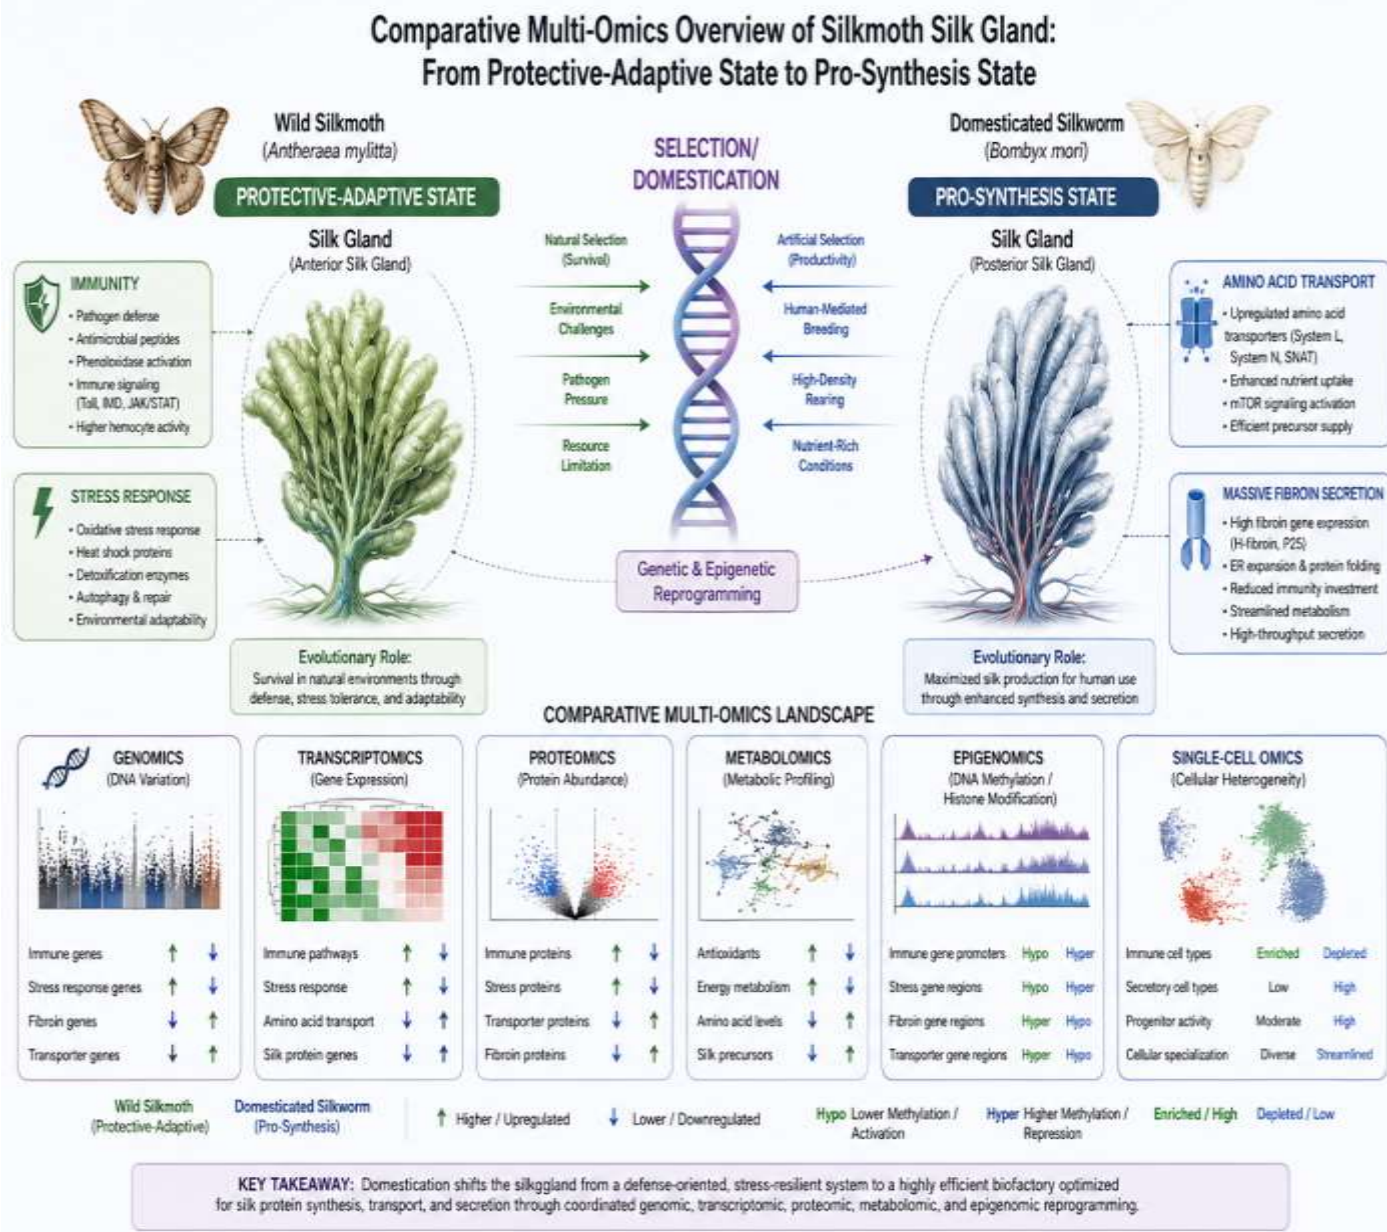 Comparative Multi-Omics Overview of Silkmoth Silk Gland:
From Protective-Adaptive State to Pro-Synthesis State
Wild Silkmoth
(Antheraea mylitta)
PROTECTIVE-ADAPTIVE STATE
Silk Gland
(Anterior Silk Gland)
IMMUNITY
• Pathogen defense
• Antimicrobial peptides
• Phenoloxidase activation
• Immune signaling
(Toll, IMD, JAK/STAT)
• Higher hemocyte activity
STRESS RESPONSE
• Oxidative stress response
• Heat shock proteins
• Detoxification enzymes
• Autophagy & repair
• Environmental adaptability
Evolutionary Role:
Survival in natural environments through
defense, stress tolerance, and adaptability
SELECTION/
DOMESTICATION
Natural Selection
(Survival)
Environmental
Challenges
Pathogen
Pressure
Resource
Limitation
Artificial Selection
(Productivity)
Human-Mediated
Breeding
High-Density
Rearing
Nutrient-Rich
Conditions
Genetic & Epigenetic
Reprogramming
Domesticated Silkworm
(Bombyx mori)
PRO-SYNTHESIS STATE
Silk Gland
(Posterior Silk Gland)
AMINO ACID TRANSPORT
• Upregulated amino acid
transporters (System L,
System N, SNAT)
• Enhanced nutrient uptake
• mTOR signaling activation
• Efficient precursor supply
MASSIVE FIBROIN SECRETION
• High fibroin gene expression
(H-fibroin, P25)
• ER expansion & protein folding
• Reduced immunity investment
• Streamlined metabolism
• High-throughput secretion
Evolutionary Role:
Maximized silk production for human use
through enhanced synthesis and secretion
COMPARATIVE MULTI-OMICS LANDSCAPE
GENOMICS
(DNA Variation)
Immune genes ↑ ↓
Stress response genes ↑ ↓
Fibroin genes ↓ ↑
Transporter genes ↓ ↑
TRANSCRIPTOMICS
(Gene Expression)
Immune pathways ↑ ↓
Stress response ↑ ↓
Amino acid transport ↓ ↑
Silk protein genes ↓ ↑
PROTEOMICS
(Protein Abundance)
Immune proteins ↑ ↓
Stress proteins ↑ ↓
Transporter proteins ↓ ↑
Fibroin proteins ↓ ↑
METABOLOMICS
(Metabolic Profiling)
Antioxidants ↑ ↓
Energy metabolism ↑ ↓
Amino acid levels ↓ ↑
Silk precursors ↓ ↑
EPIGENOMICS
(DNA Methylation /
Histone Modification)
Immune gene promoters Hypo Hyper
Stress gene regions Hypo Hyper
Fibroin gene regions Hyper Hypo
Transporter gene regions Hyper Hypo
SINGLE-CELL OMICS
(Cellular Heterogeneity)
Immune cell types Enriched Depleted
Secretory cell types Low High
Progenitor activity Moderate High
Cellular specialization Diverse Streamlined
Wild Silkmoth
(Protective-Adaptive)
Domesticated Silkworm
(Pro-Synthesis)
↑ Higher / Upregulated
↓ Lower / Downregulated
Hypo Lower Methylation /
Activation
Hyper Higher Methylation /
Repression
Enriched / High
Depleted / Low
KEY TAKEAWAY: Domestication shifts the silkggland from a defense-oriented, stress-resilient system to a highly efficient biofactory optimized
for silk protein synthesis, transport, and secretion through coordinated genomic, transcriptomic, proteomic, metabolomic, and epigenomic reprogramming.